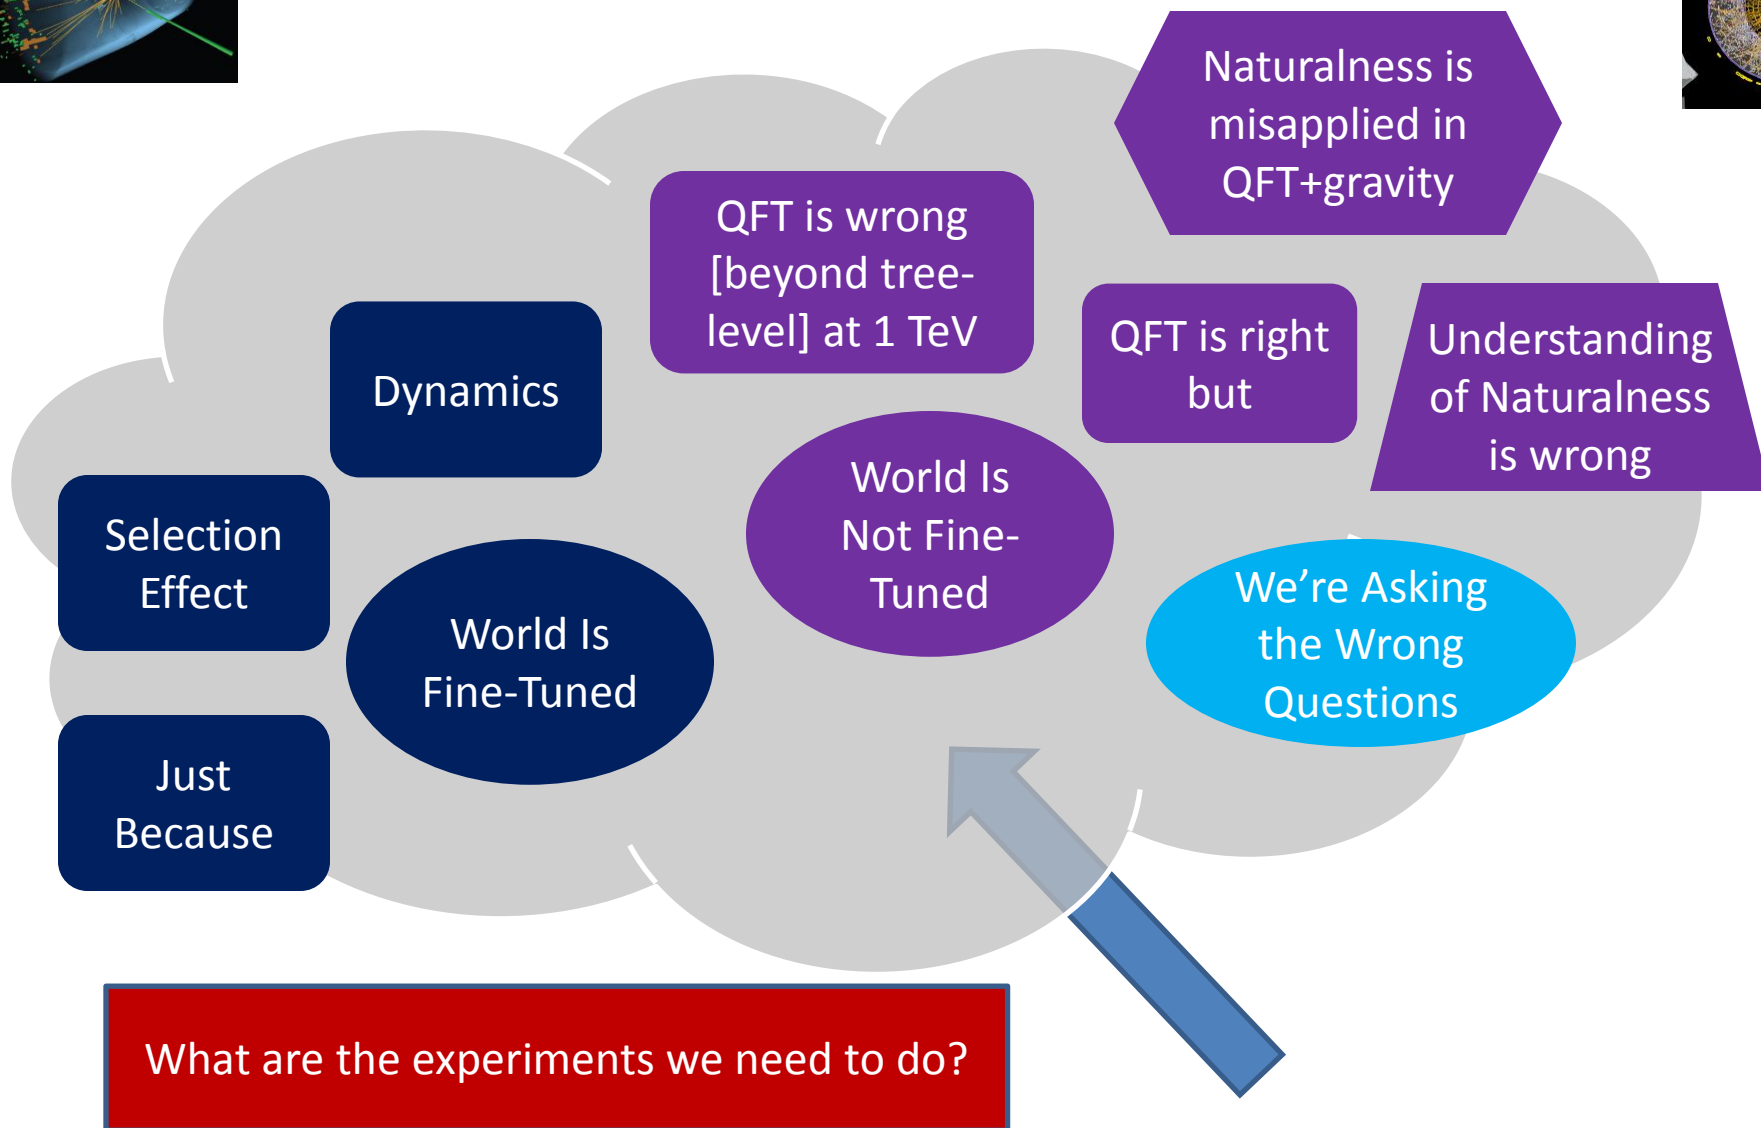 Naturalness is
misapplied in
QFT+gravity
QFT is wrong
[beyond tree-
level] at 1 TeV
QFT is right
but
Understanding
of Naturalness
is wrong
Dynamics
World Is
Not Fine-
Tuned
Selection
Effect
We’re Asking
the Wrong
Questions
World Is
Fine-Tuned
Just
Because
What are the experiments we need to do?